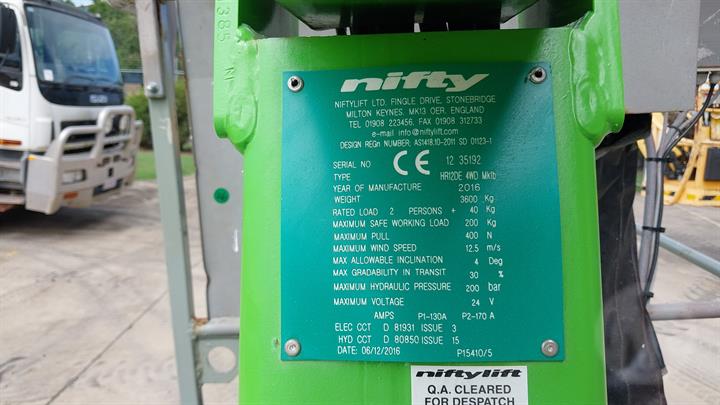 385 N
nifty
NIFTYLIFT LTD. FINGLE DRIVE, STONEBRIDGE
MILTON KEYNES. MK13 OER. ENGLAND
TEL 01908 223456, FAX 01908 312733
e-mail info@niftylift.com
DESIGN REGn NUMBER, AS1418.10-2011 SD 01123-1
SERIAL NO CE 12 35192
TYPE HR12DE 4WD Mk1b
YEAR OF MANUFACTURE 2016
WEIGHT 3600 Kg
RATED LOAD 2 PERSONS + 40 Kg
MAXIMUM SAFE WORKING LOAD 200 Kg
MAXIMUM PULL 400 N
MAXIMUM WIND SPEED 12.5 m/s
MAX ALLOWABLE INCLINATION 4 Deg
MAX GRADABILITY IN TRANSIT 30 %
MAXIMUM HYDRAULIC PRESSURE 200 bar
MAXIMUM VOLTAGE 24 V
AMPS P1-130A P2-170 A
ELEC CCT D 81931 ISSUE 3
HYD CCT D 80850 ISSUE 15
DATE: 06/12/2016 P15410/5
niftylift
Q.A. CLEARED
FOR DESPATCH